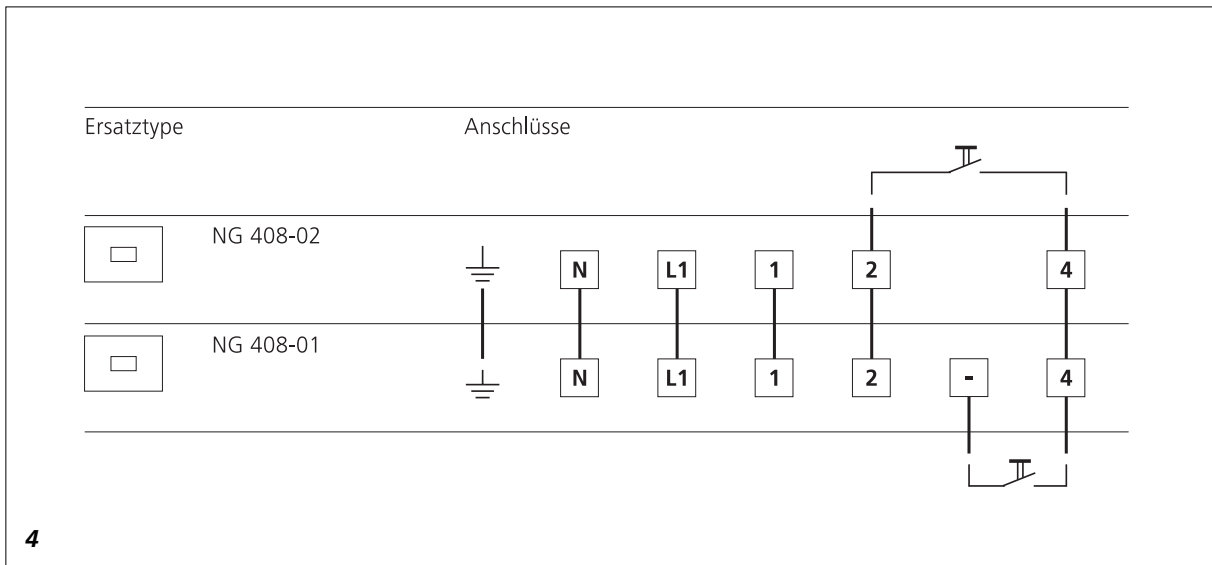 Ersatztype Anschlüsse
NG 408-02
N L1 1 2 4
NG 408-01
N L1 1 2 - 4
4